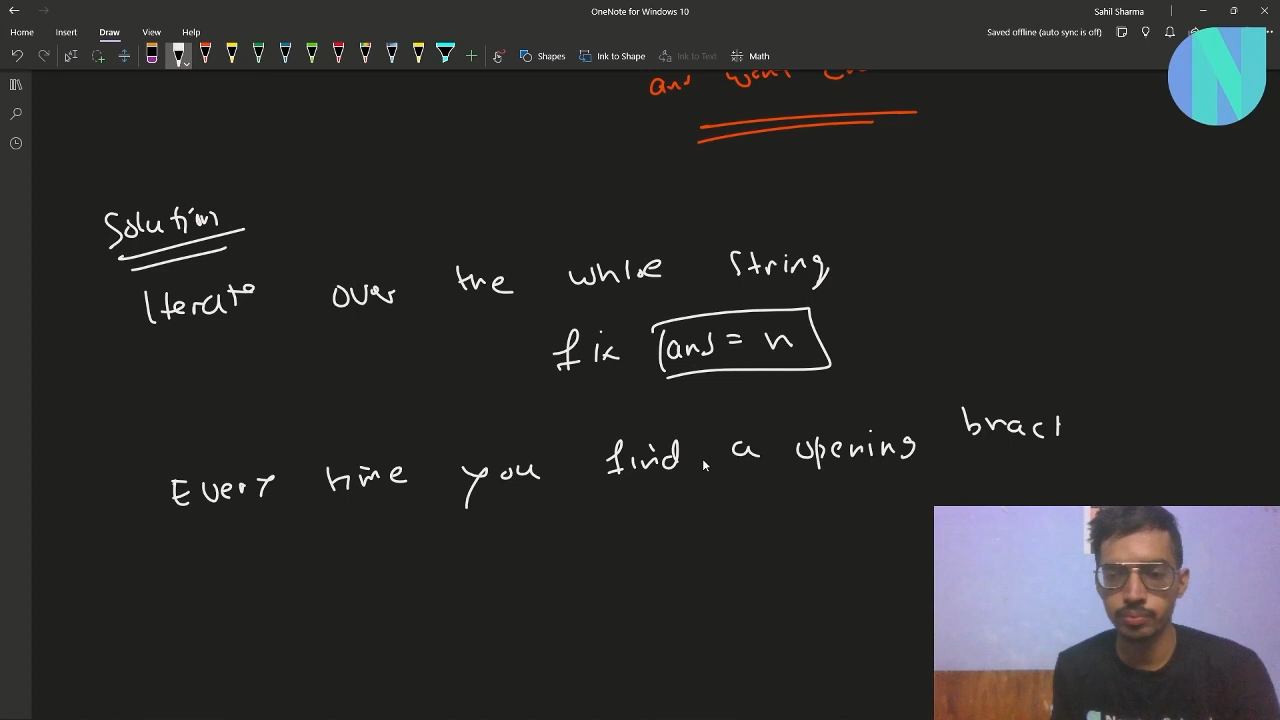 OneNote for Windows 10
Sahil Sharma
Home Insert Draw View Help
Saved offline (auto sync is off)
Shapes Ink to Shape Ink to Text Math
and want
Solution
Iterate over the whole string
fix ans = n
Every time you find a opening brack